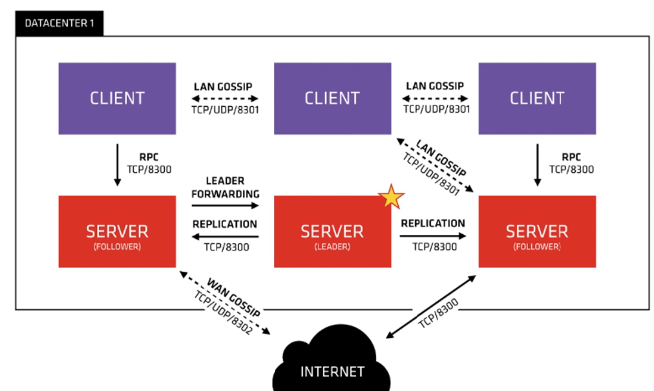 DATACENTER 1
CLIENT
LAN GOSSIP
TCP/UDP/8301
CLIENT
LAN GOSSIP
TCP/UDP/8301
CLIENT
RPC
TCP/8300
LAN GOSSIP
TCP/UDP/8301
RPC
TCP/8300
SERVER
(FOLLOWER)
LEADER
FORWARDING
REPLICATION
TCP/8300
SERVER
(LEADER)
REPLICATION
TCP/8300
SERVER
(FOLLOWER)
WAN GOSSIP
TCP/UDP/8302
TCP/8300
INTERNET